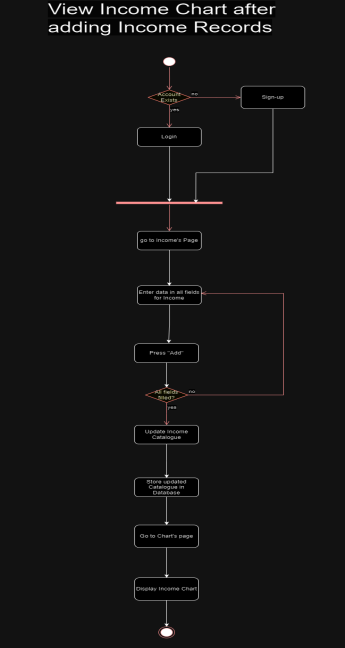 View Income Chart after
adding Income Records
Account
Exists
no
Sign-up
yes
Login
go to Income's Page
Enter data in all fields
for Income
Press "Add"
All fields
filled?
no
yes
Update Income
Catalogue
Store updated
Catalogue in
Database
Go to Chart's page
Display Income Chart